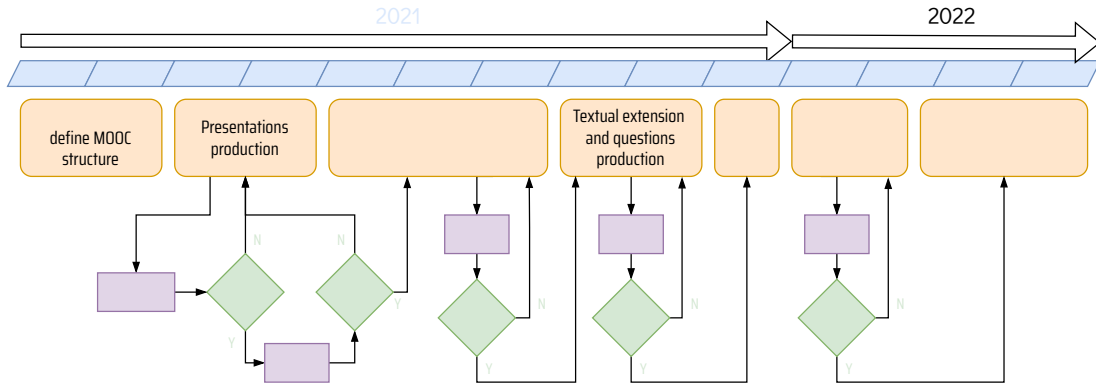 2021
2022
define MOOC
structure
Presentations
production
Textual extension
and questions
production
N
N
Y
Y
N
Y
N
Y
N
Y